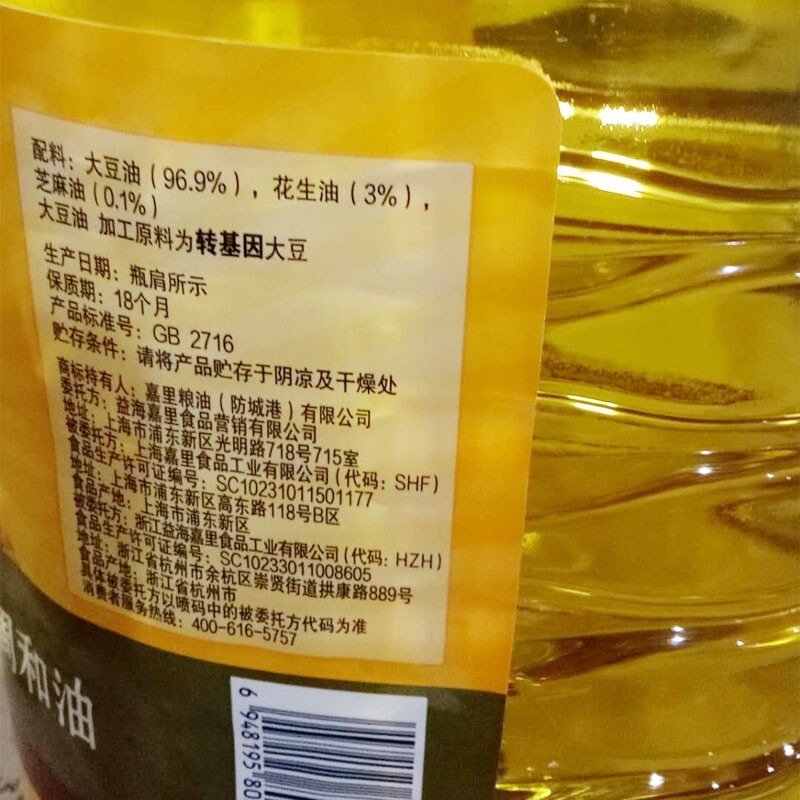 配料：大豆油（96.9%），花生油（3%），
芝麻油（0.1%）
大豆油 加工原料为转基因大豆
生产日期：瓶肩所示
保质期：18个月
产品标准号：GB 2716
贮存条件：请将产品贮存于阴凉及干燥处
商标持有人：嘉里粮油（防城港）有限公司
委托方：益海嘉里食品营销有限公司
地址：上海市浦东新区光明路718号715室
被委托方：上海嘉里食品工业有限公司（代码：SHF）
食品生产许可证编号：SC10231011501177
地址：上海市浦东新区高东路118号B区
食品产地：上海市浦东新区
被委托方：浙江益海嘉里食品工业有限公司（代码：HZH）
食品生产许可证编号：SC10233011008605
地址：浙江省杭州市余杭区崇贤街道拱康路889号
食品产地：浙江省杭州市
具体被委托方以喷码中的被委托方代码为准
消费者服务热线：400-616-5757
调和油
6 948195 80